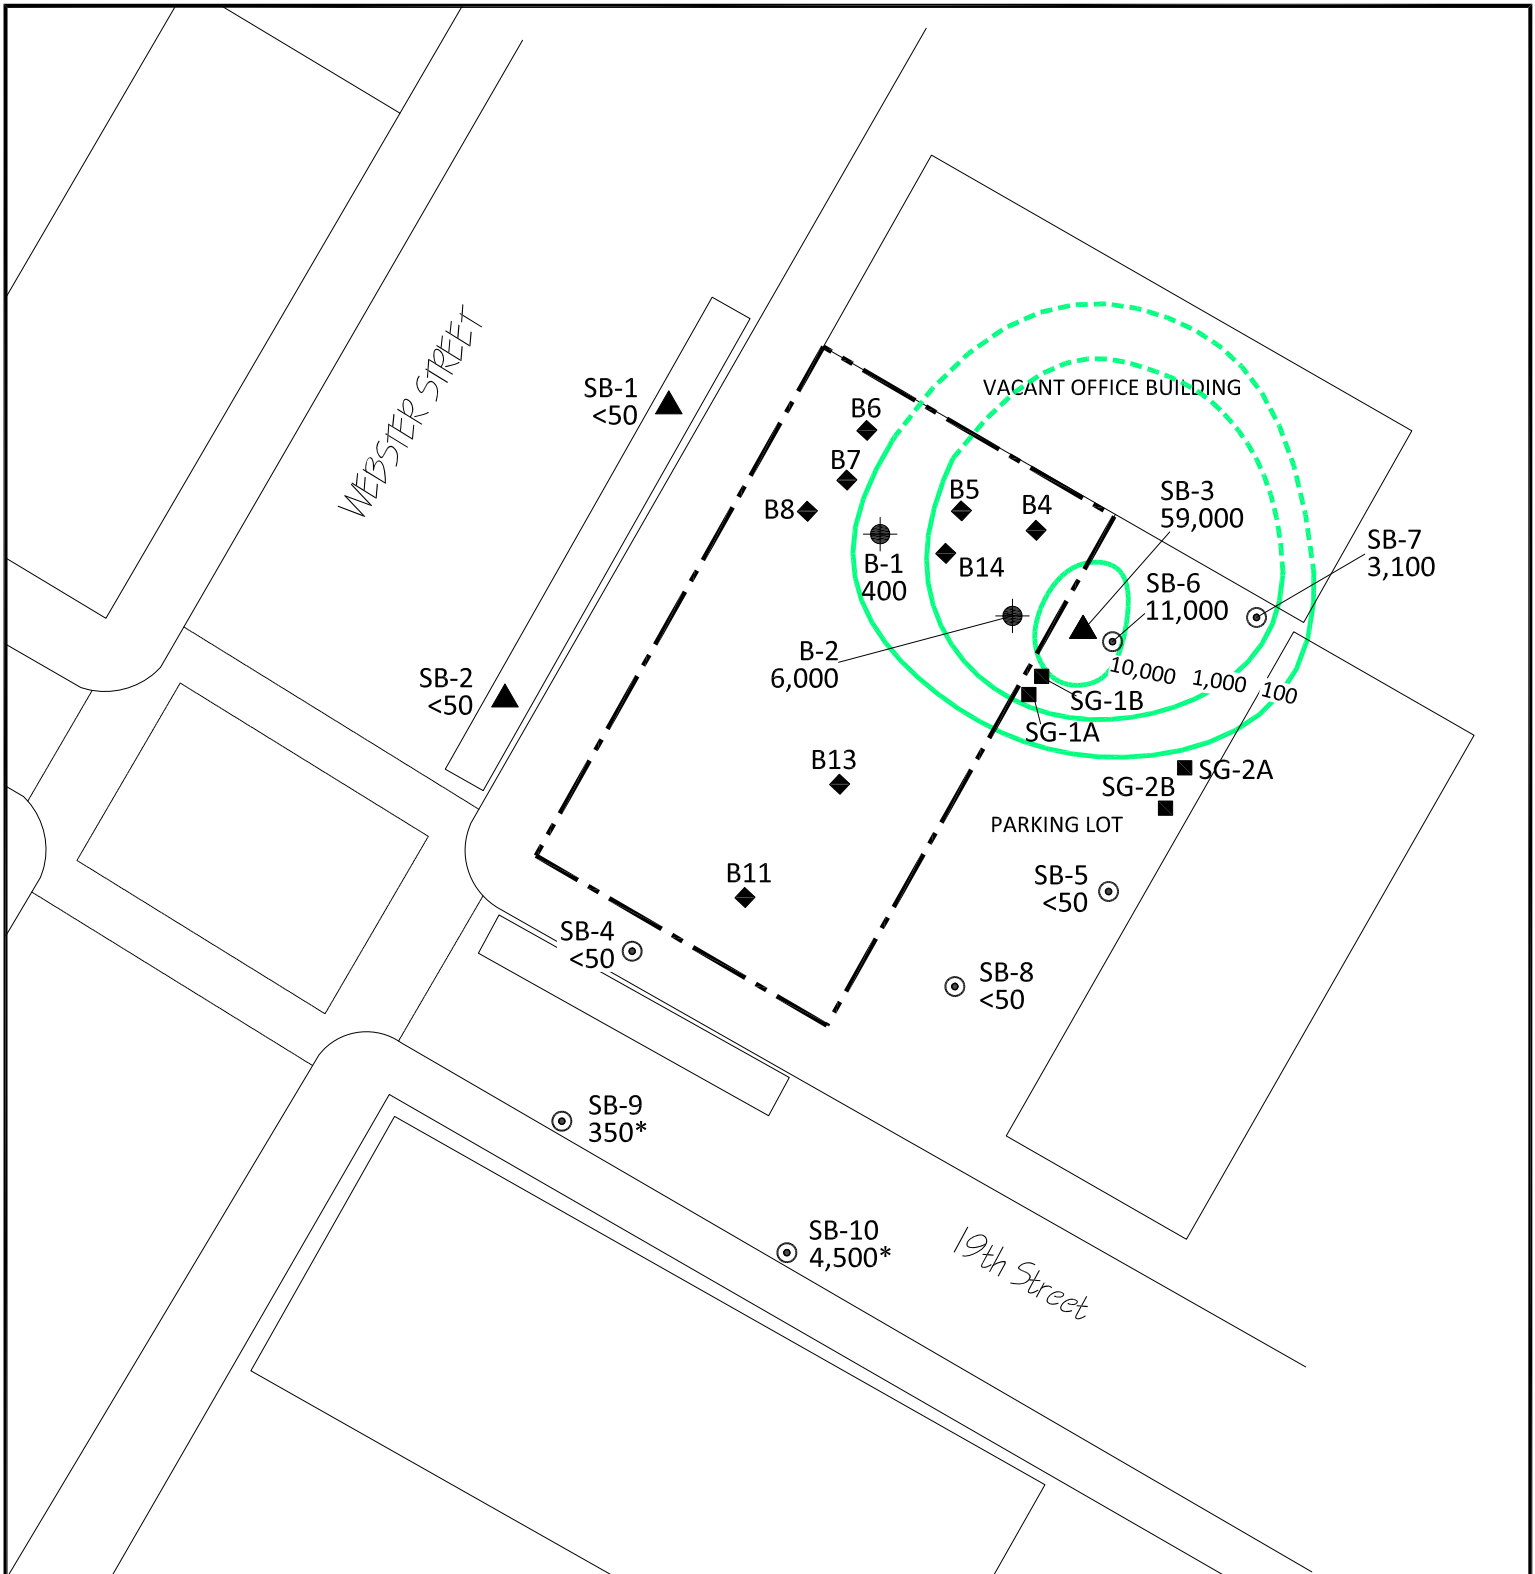 WEBSTER STREET
VACANT OFFICE BUILDING
SB-1
<50
B6
B7
B8
B5
B4
SB-3
59,000
SB-7
3,100
B-1
400
B14
SB-6
11,000
B-2
6,000
10,000
1,000
100
SB-2
<50
SG-1B
SG-1A
B13
SG-2A
SG-2B
PARKING LOT
B11
SB-5
<50
SB-4
<50
SB-8
<50
SB-9
350*
SB-10
4,500*
19th Street